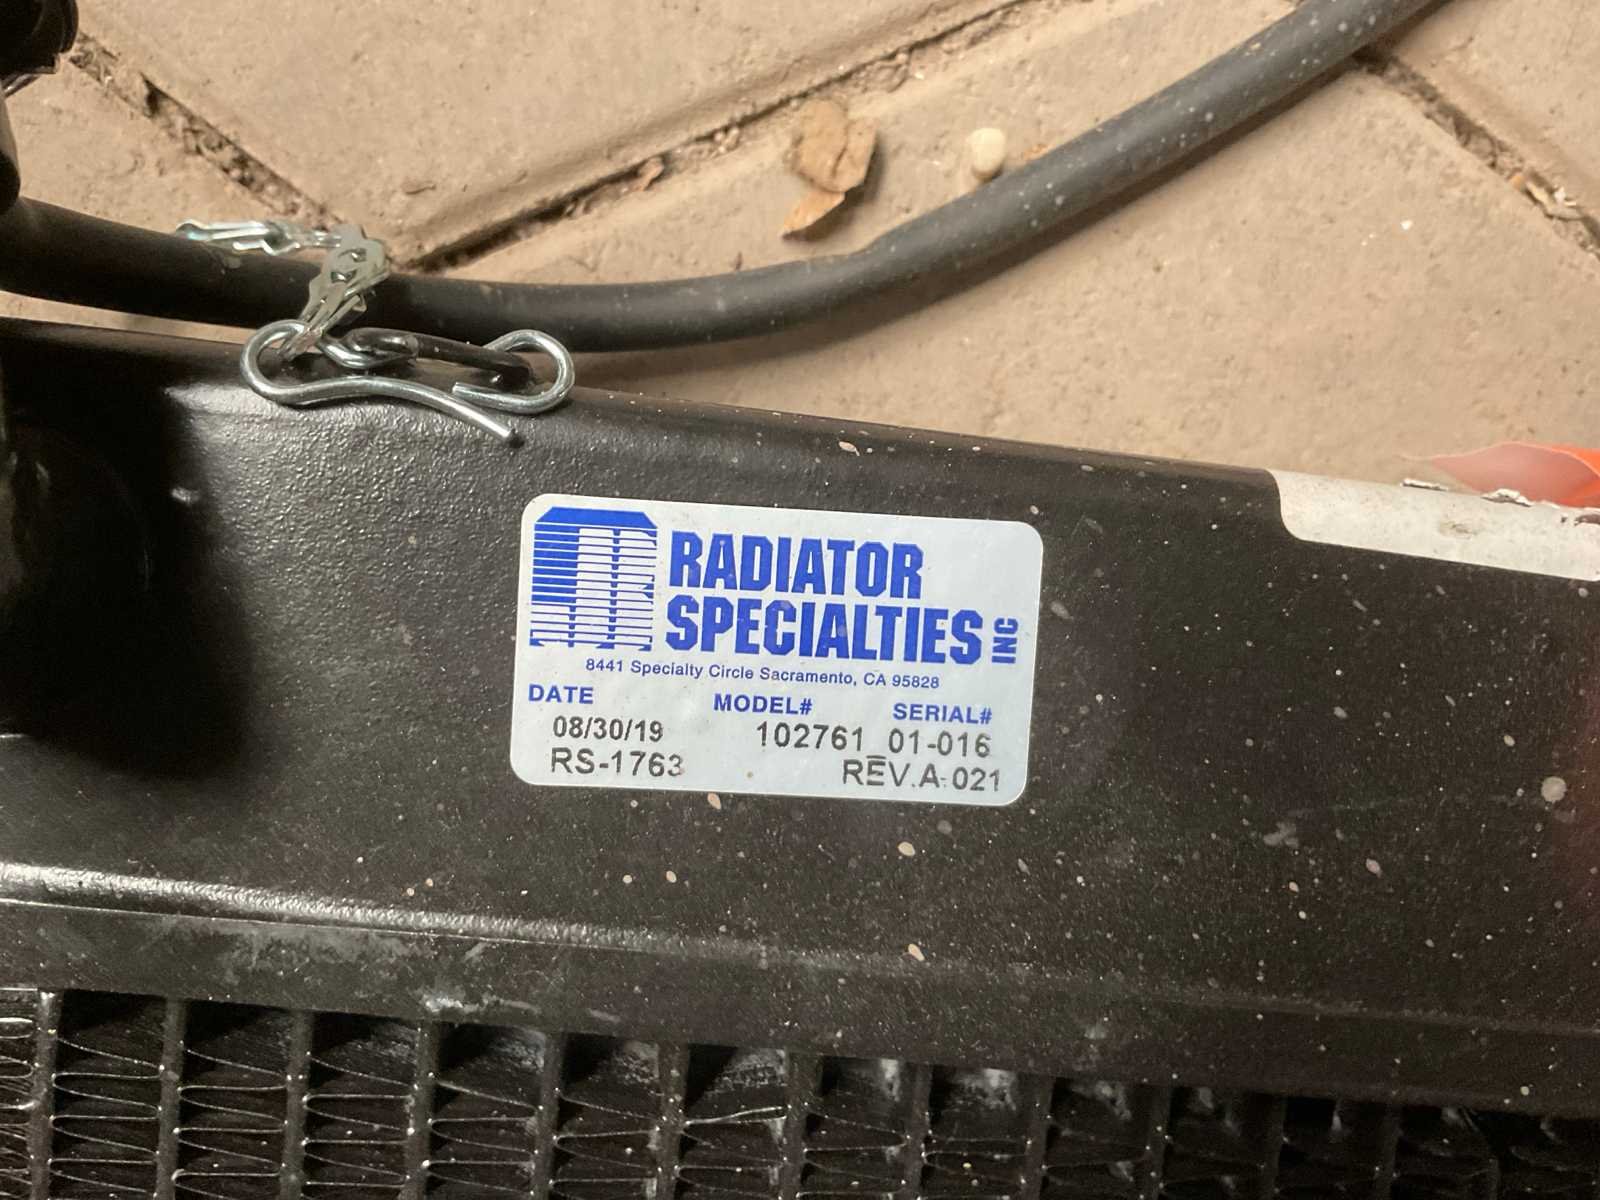 RADIATOR
SPECIALTIES INC
8441 Specialty Circle Sacramento, CA 95828
DATE MODEL# SERIAL#
08/30/19 102761_01-016
RS-1763 REV.A-021